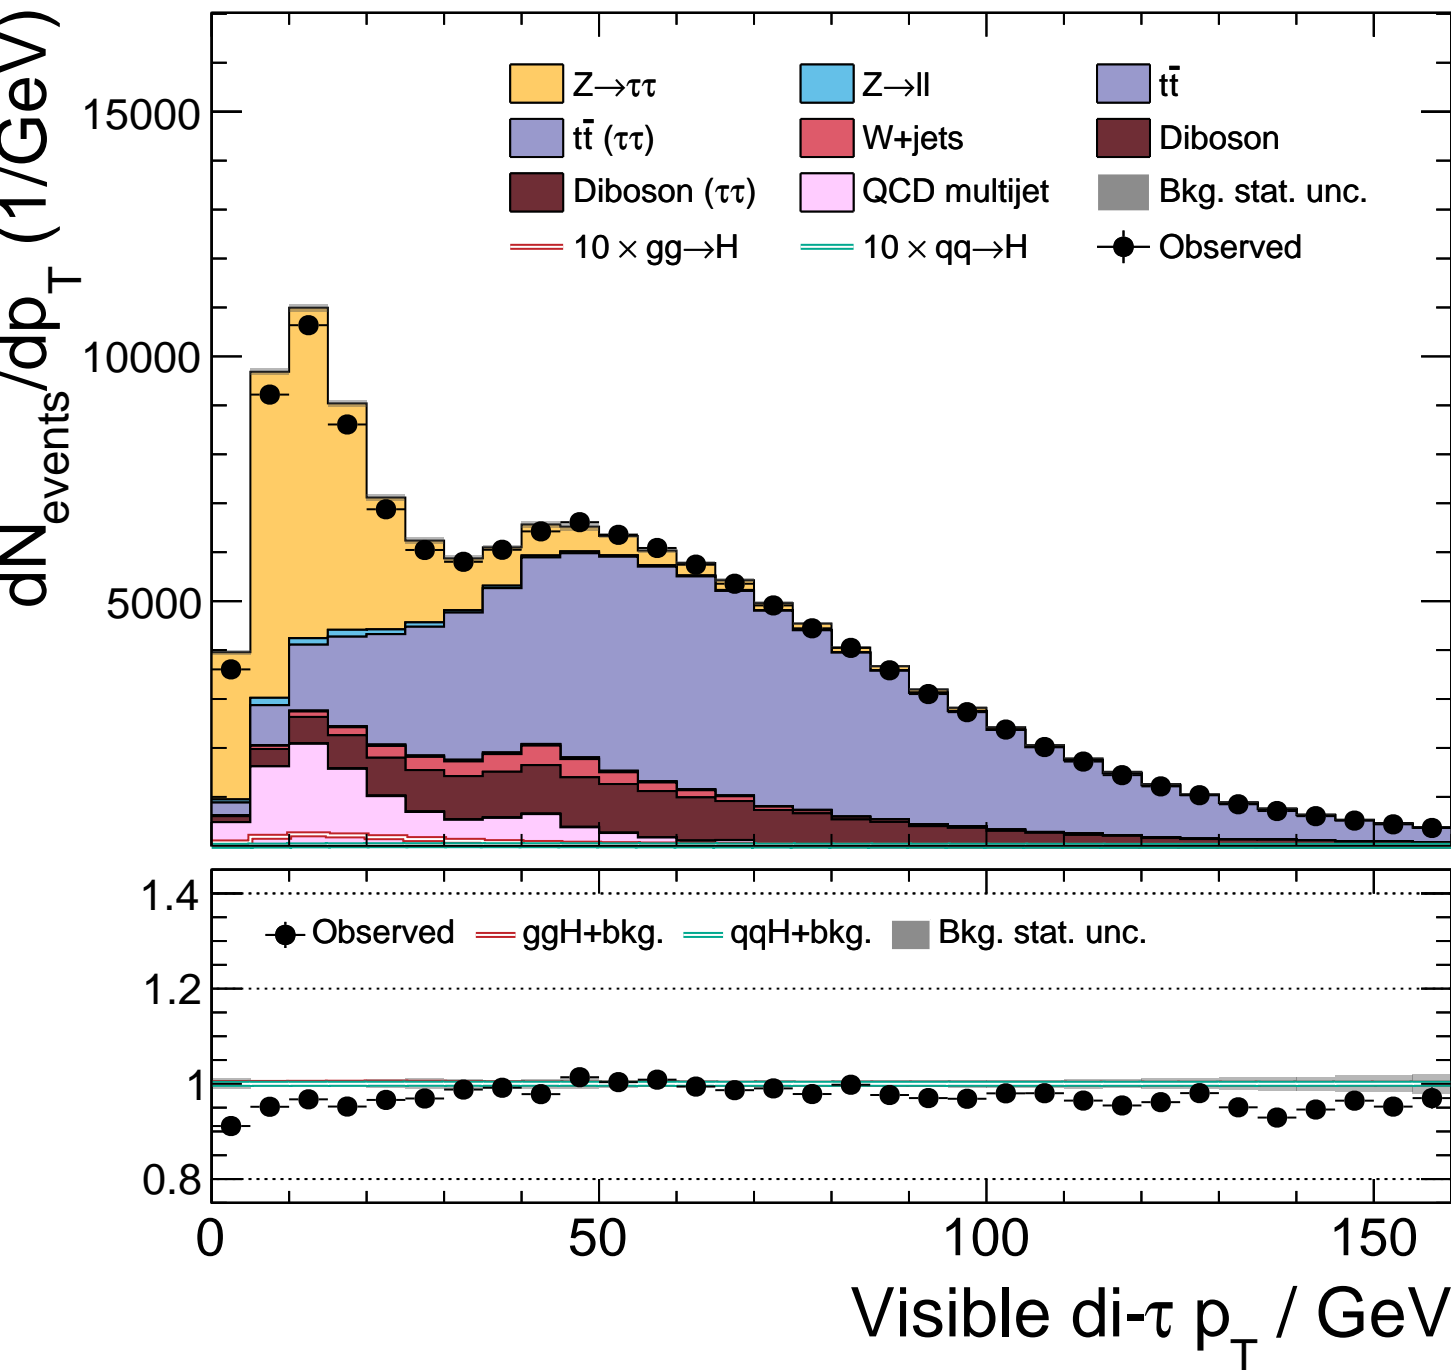 dN_events/dp_T (1/GeV)
15000
10000
5000
Z→ττ
Z→ll
tt̄
tt̄ (ττ)
W+jets
Diboson
Diboson (ττ)
QCD multijet
Bkg. stat. unc.
10 × gg→H
10 × qq→H
Observed
1.4
1.2
1
0.8
Observed
ggH+bkg.
qqH+bkg.
Bkg. stat. unc.
0
50
100
150
Visible di-τ p_T / GeV